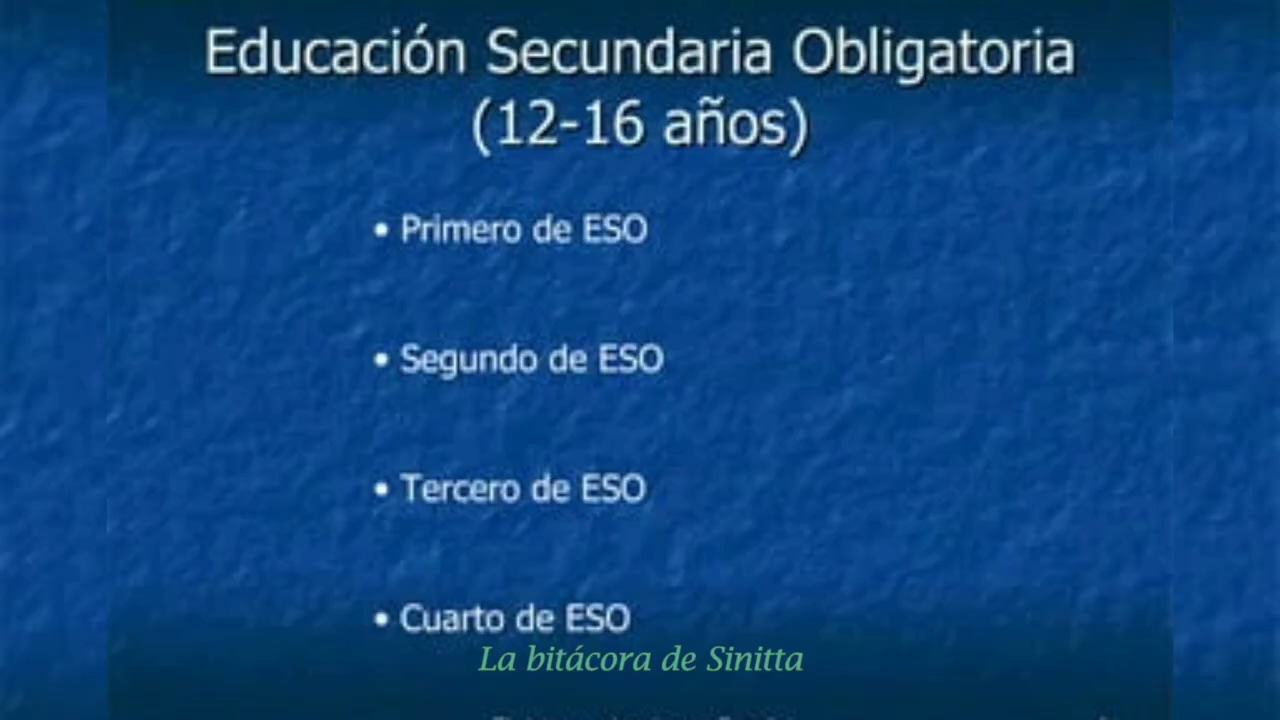 Educación Secundaria Obligatoria
(12-16 años)
• Primero de ESO
• Segundo de ESO
• Tercero de ESO
• Cuarto de ESO
La bitácora de Sinitta